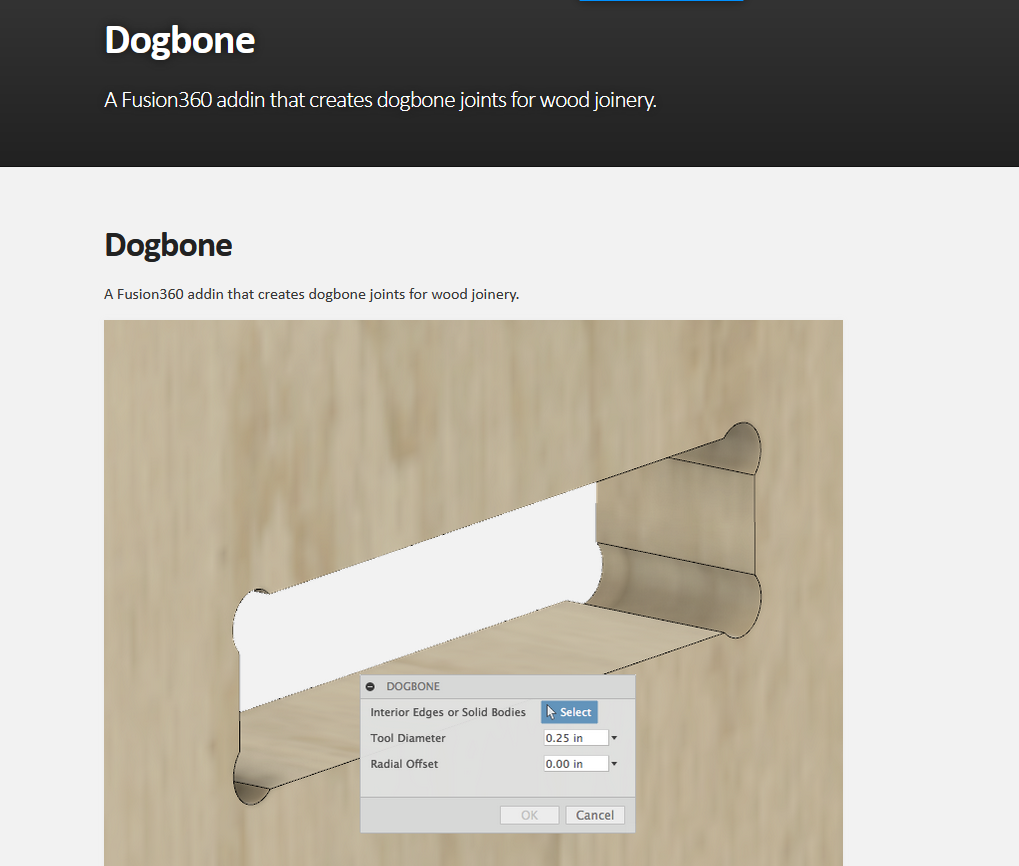 Dogbone
A Fusion360 addin that creates dogbone joints for wood joinery.
Dogbone
A Fusion360 addin that creates dogbone joints for wood joinery.
DOGBONE
Interior Edges or Solid Bodies Select
Tool Diameter 0.25 in
Radial Offset 0.00 in
OK Cancel